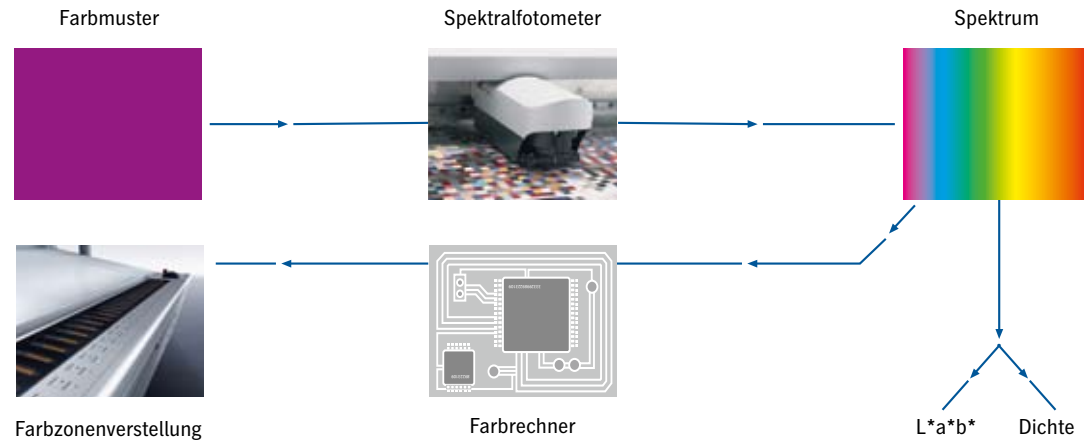 Farbmuster
Spektralfotometer
Spektrum
Farbzonenverstellung
Farbrechner
L*a*b*
Dichte